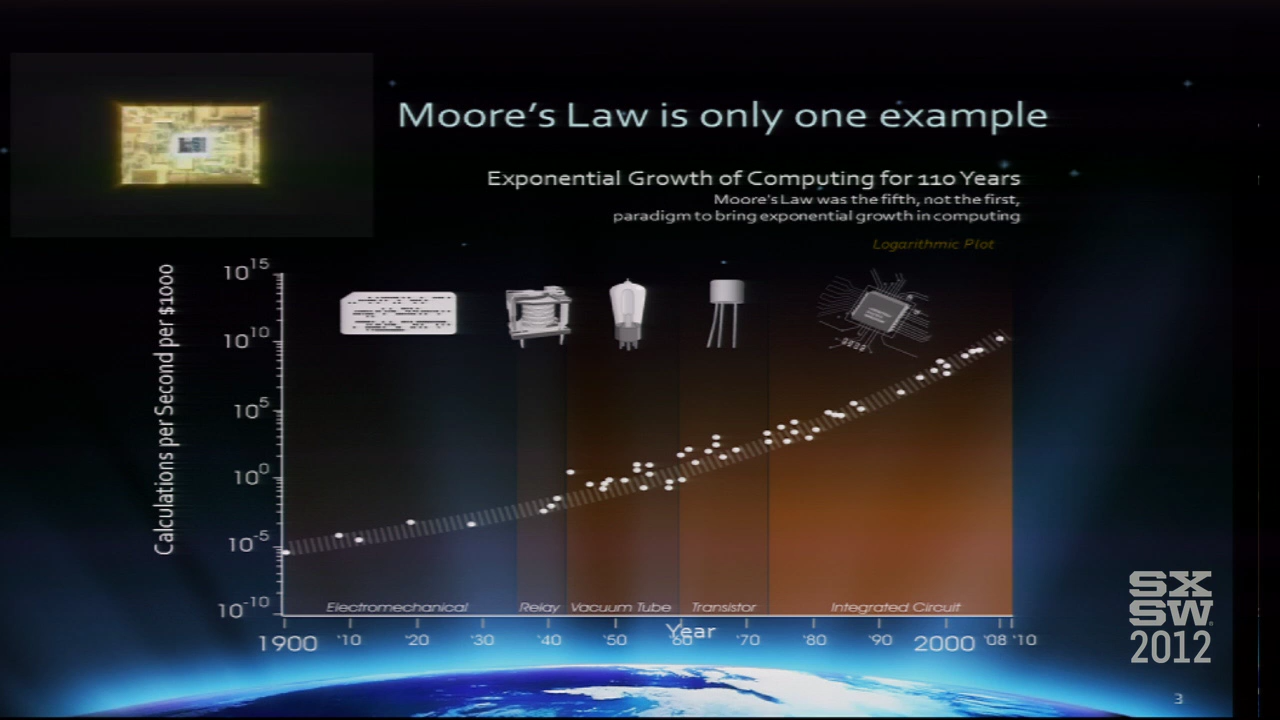 Moore's Law is only one example
Exponential Growth of Computing for 110 Years
Moore's Law was the fifth, not the first,
paradigm to bring exponential growth in computing
Logarithmic Plot
Calculations per Second per $1000
10^15
10^10
10^5
10^0
10^-5
10^-10
Electromechanical Relay Vacuum Tube Transistor Integrated Circuit
1900 '10 '20 '30 '40 '50 '60 '70 '80 '90 2000 '08 '10
Year
SX
SW
2012
3